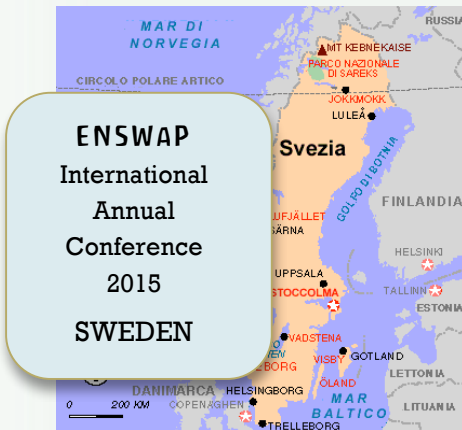 MAR DI
NORVEGIA
RUSSIA
MT KEBNEKAISE
PARCO NAZIONALE
DI SAREKS
CIRCOLO POLARE ARTICO
JOKKMOKK
LULEÅ
ENSWaP
International
Annual
Conference
2015
SWEDEN
Svezia
GOLFO DI BOTNIA
FINLANDIA
UFJÄLLET
SÄRNA
HELSINKI
UPPSALA
STOCCOLMA
TALLINN
ESTONIA
VADSTENA
VISBY
GOTLAND
BORG
ÖLAND
LETTONIA
DANIMARCA
HELSINGBORG
COPENAGHEN
MAR
BALTICO
LITUANIA
0 200 KM
TRELLEBORG